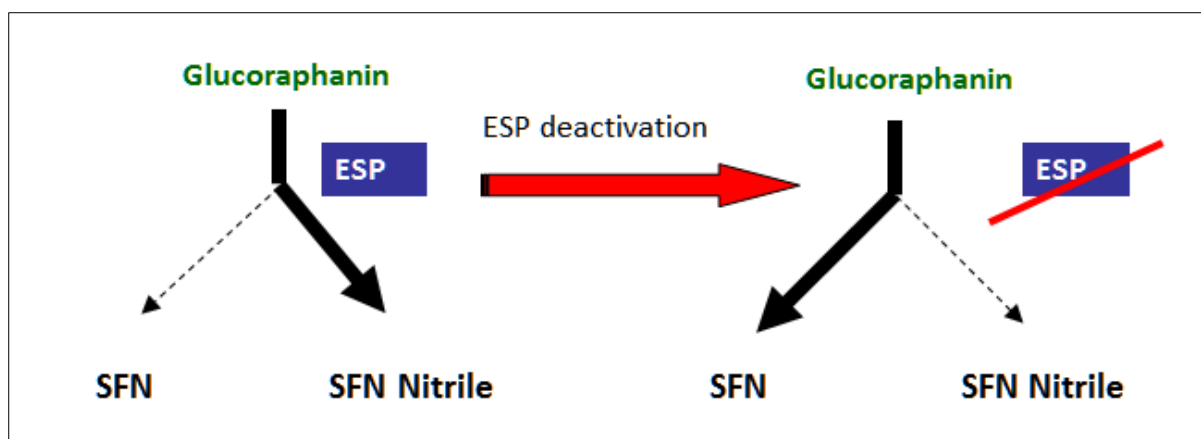 Glucoraphanin
ESP
SFN
SFN Nitrile
ESP deactivation
Glucoraphanin
ESP
SFN
SFN Nitrile